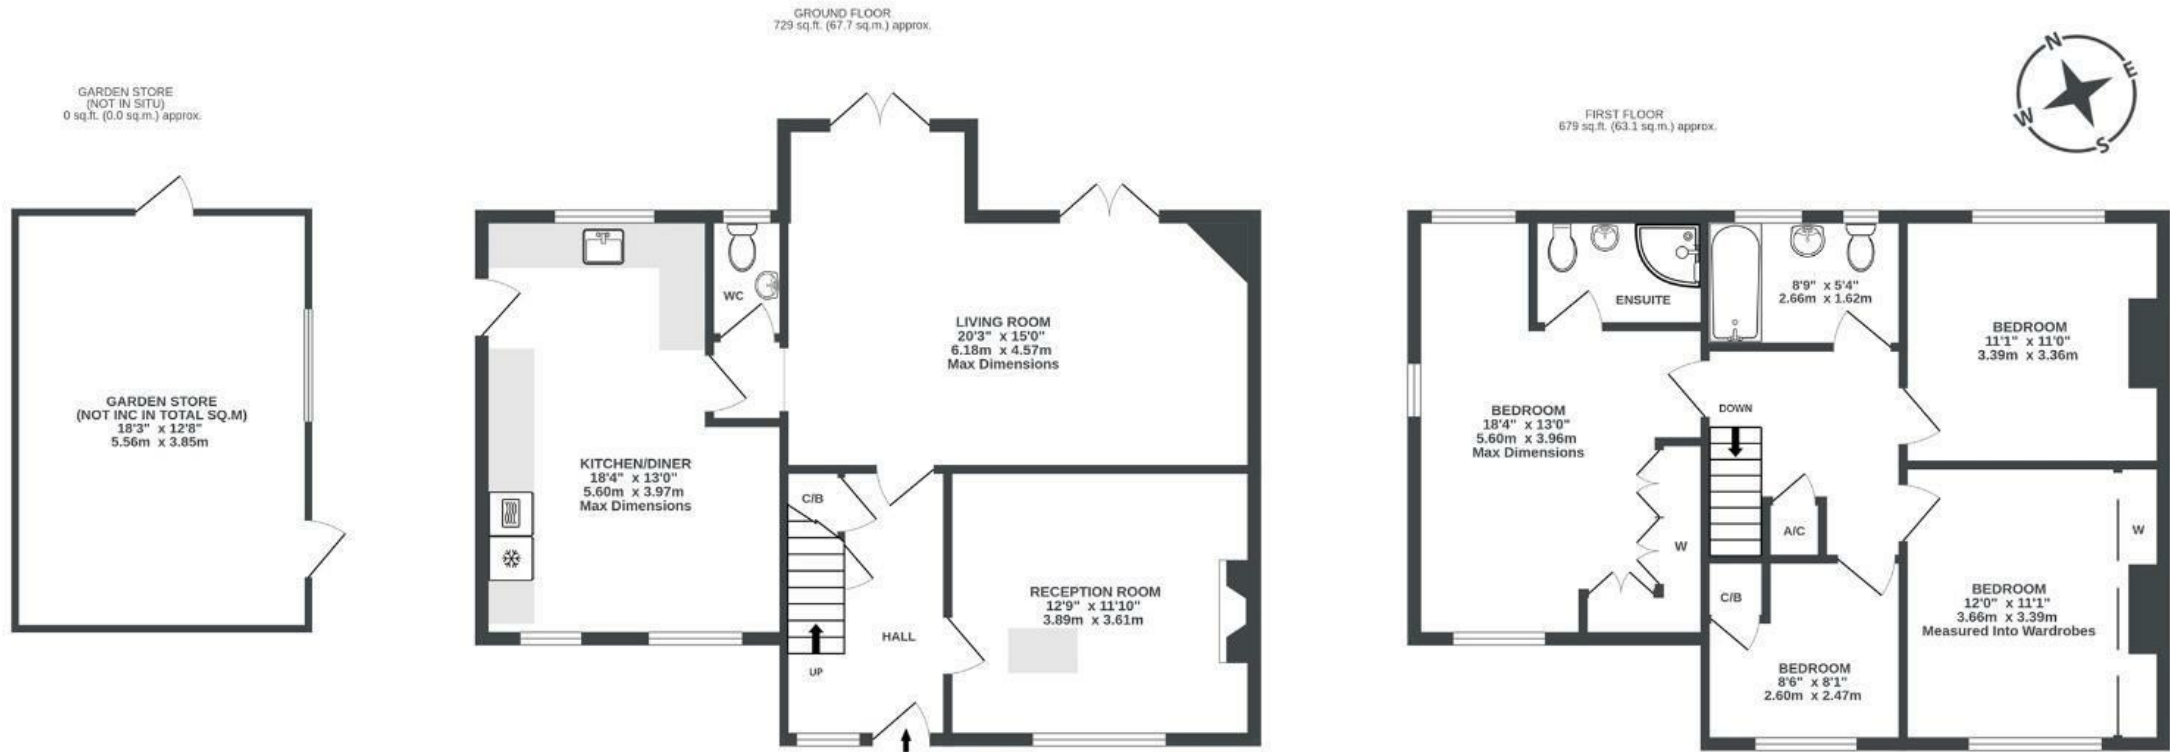 GROUND FLOOR
729 sq.ft. (67.7 sq.m.) approx.
GARDEN STORE
(NOT IN SITU)
0 sq.ft. (0.0 sq.m.) approx.
GARDEN STORE
(NOT INC IN TOTAL SQ.M)
18'3" x 12'8"
5.56m x 3.85m
WC
LIVING ROOM
20'3" x 15'0"
6.18m x 4.57m
Max Dimensions
KITCHEN/DINER
18'4" x 13'0"
5.60m x 3.97m
Max Dimensions
C/B
HALL
UP
RECEPTION ROOM
12'9" x 11'10"
3.89m x 3.61m
FIRST FLOOR
679 sq.ft. (63.1 sq.m.) approx.
N
E
W
S
ENSUITE
8'9" x 5'4"
2.66m x 1.62m
BEDROOM
11'1" x 11'0"
3.39m x 3.36m
BEDROOM
18'4" x 13'0"
5.60m x 3.96m
Max Dimensions
DOWN
A/C
W
C/B
W
BEDROOM
12'0" x 11'1"
3.66m x 3.39m
Measured Into Wardrobes
BEDROOM
8'6" x 8'1"
2.60m x 2.47m